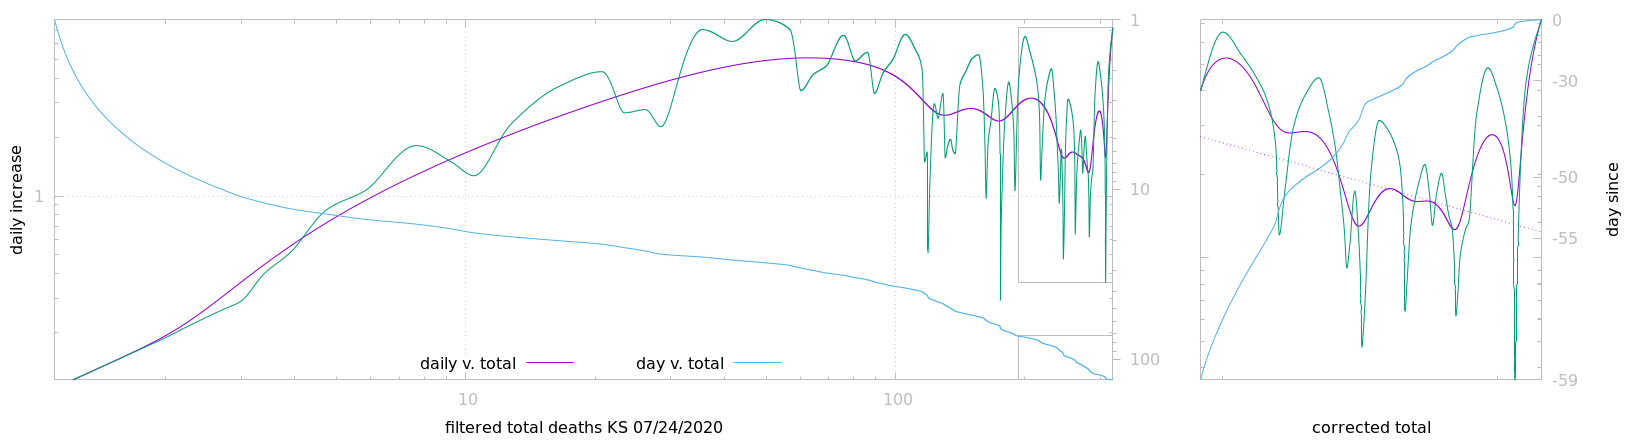 daily increase
1
daily v. total
day v. total
10
100
filtered total deaths KS 07/24/2020
1
10
100
0
-30
-50
-55
-59
day since
corrected total